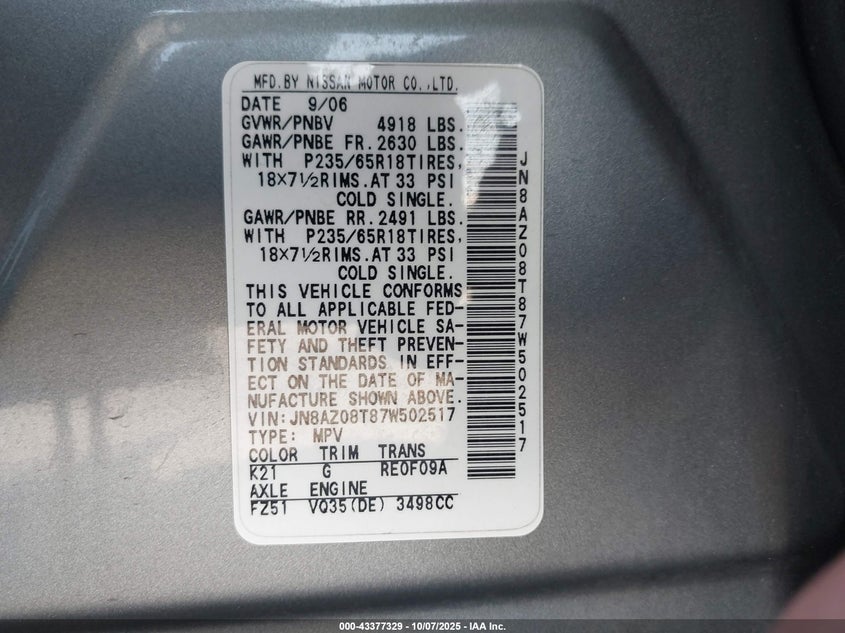 MFD.BY NISSAN MOTOR CO.,LTD.
DATE 9/06
GVWR/PNBV 4918 LBS.
GAWR/PNBE FR.2630 LBS.
WITH P235/65R18TIRES,
18×7½RIMS.AT 33 PSI
COLD SINGLE.
GAWR/PNBE RR.2491 LBS.
WITH P235/65R18TIRES,
18×7½RIMS.AT 33 PSI
COLD SINGLE.
THIS VEHICLE CONFORMS
TO ALL APPLICABLE FED-
ERAL MOTOR VEHICLE SA-
FETY AND THEFT PREVEN-
TION STANDARDS IN EFF-
ECT ON THE DATE OF MA-
NUFACTURE SHOWN ABOVE.
VIN:JN8AZ08T87W502517
TYPE: MPV
COLOR TRIM TRANS
K21 G RE0F09A
AXLE ENGINE
FZ51 VQ35(DE) 3498CC
JN8AZ08T87W502517
000-43377329 - 10/07/2025 - IAA Inc.